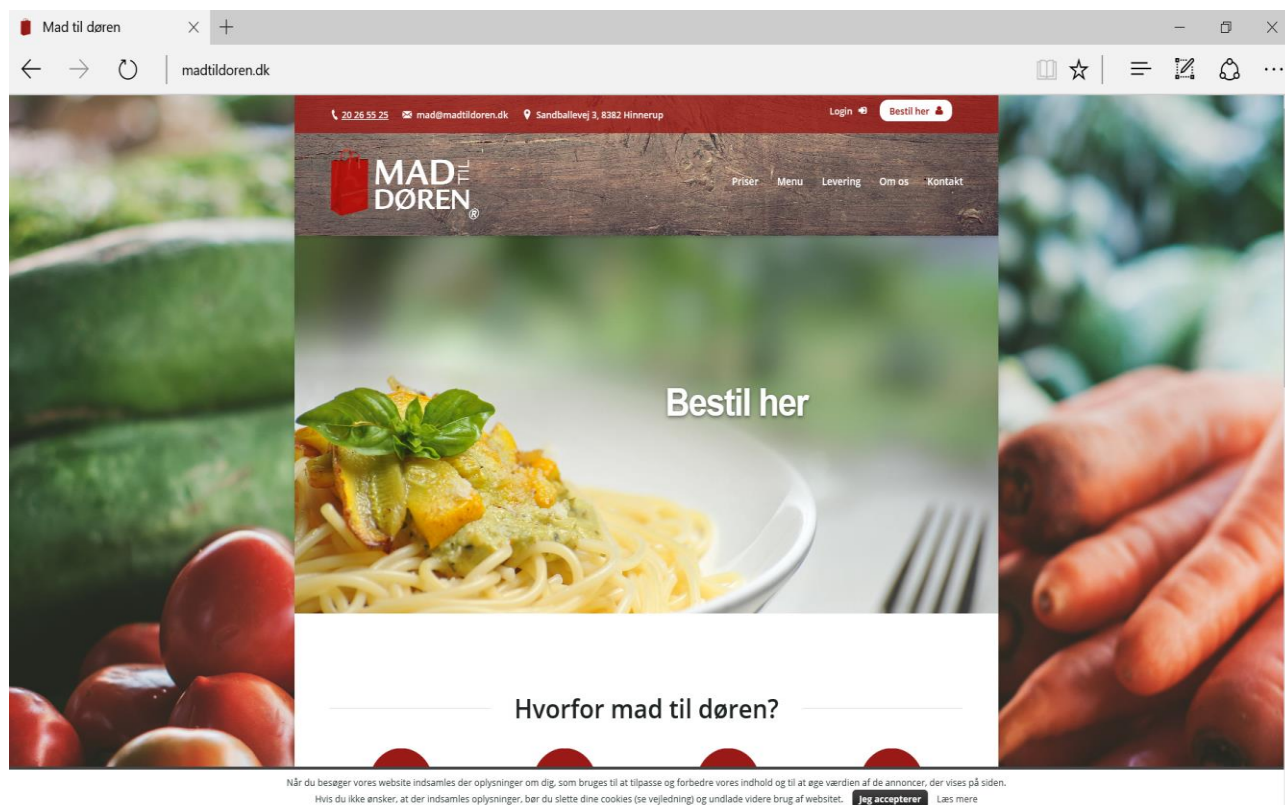 Mad til døren
madtildoren.dk
20 26 55 25 mad@madtildoren.dk Sandballevej 3, 8382 Hinnerup Login Bestil her
MAD TIL
DØREN®
Priser Menu Levering Om os Kontakt
Bestil her
Hvorfor mad til døren?
Når du besøger vores website indsamles der oplysninger om dig, som bruges til at tilpasse og forbedre vores indhold og til at øge værdien af de annoncer, der vises på siden.
Hvis du ikke ønsker, at der indsamles oplysninger, bør du slette dine cookies (se vejledning) og undlade videre brug af websitet. Jeg accepterer Læs mere